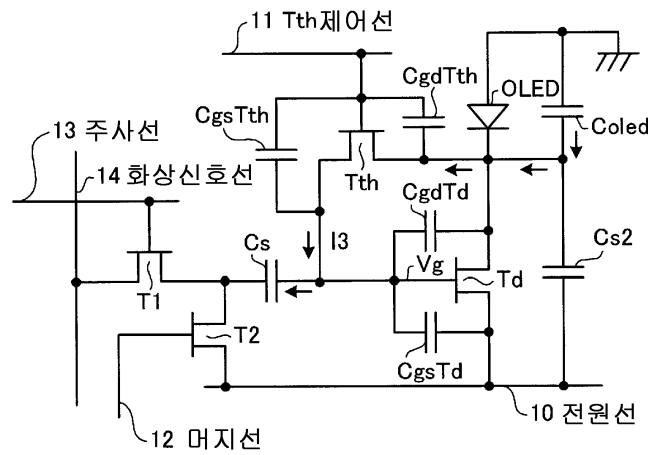 11 Tth제어선
CgdTth
OLED
CgsTth
Coled
13 주사선
Tth
14 화상신호선
CgdTd
Cs
I3
Cs2
Vg
Td
T1
T2
CgsTd
10 전원선
12 머지선